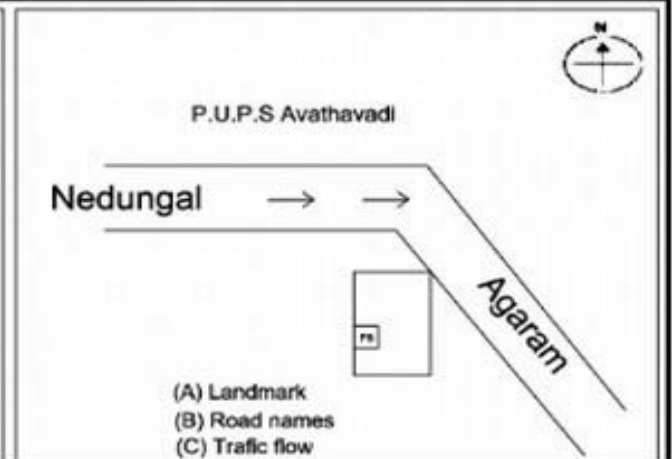 N
P.U.P.S Avathavadi
Nedungal
Agaram
PS
(A) Landmark
(B) Road names
(C) Trafic flow